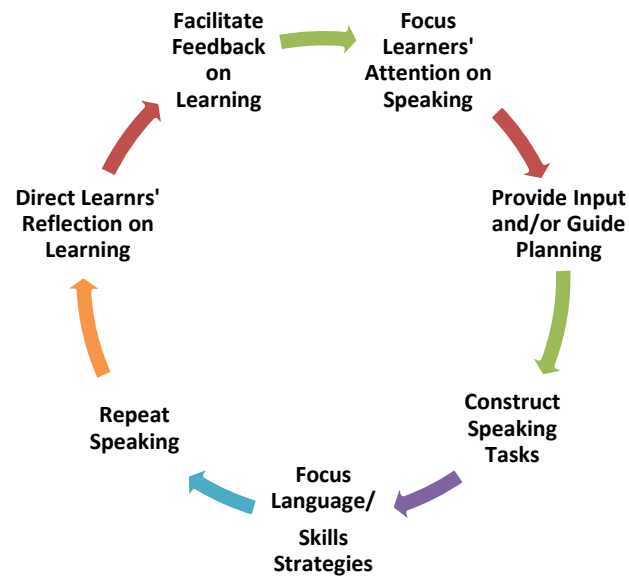 Facilitate
Feedback
on
Learning
Focus
Learners'
Attention on
Speaking
Provide Input
and/or Guide
Planning
Construct
Speaking
Tasks
Focus
Language/
Skills
Strategies
Repeat
Speaking
Direct Learnrs'
Reflection on
Learning